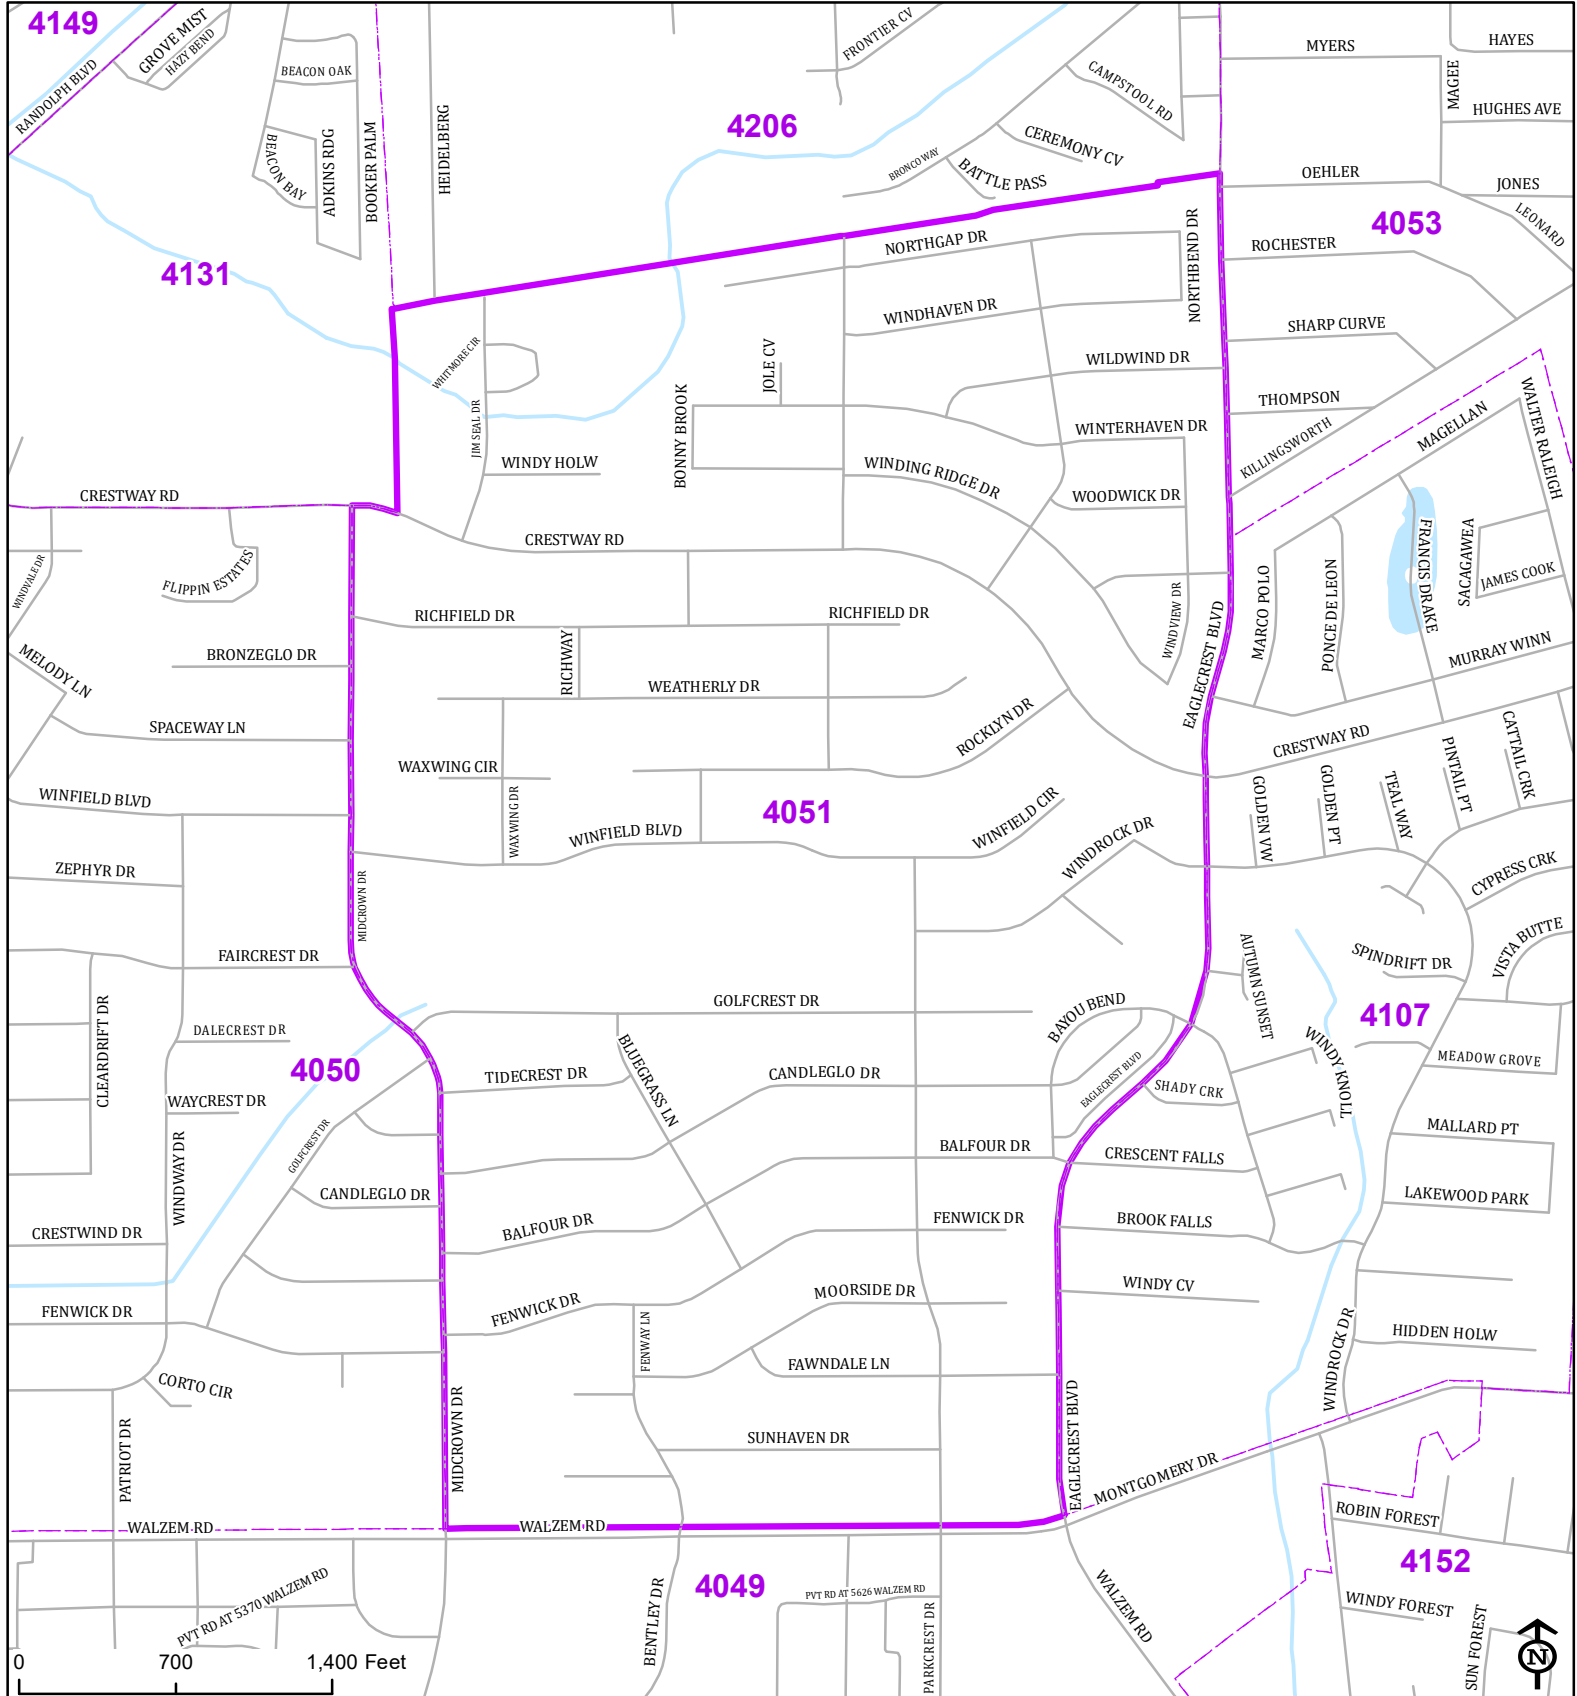 4149
GROVE MIST
HAZY BEND
RANDOLPH BLVD
BEACON OAK
BEACON BAY
ADKINS RDG
BOOKER PALM
HEIDELBERG
FRONTIER CV
4206
CAMPSTOOL RD
CEREMONY CV
BRONCO WAY
BATTLE PASS
MYERS
HAYES
MAGEE
HUGHES AVE
OEHLER
JONES
LEONARD
4053
ROCHESTER
4131
NORTHGAP DR
NORTHBEND DR
WINDHAVEN DR
SHARP CURVE
WHITMORE CIR
JOLE CV
WILDWIND DR
THOMPSON
JIM SEAL DR
BONNY BROOK
WINTERHAVEN DR
KILLINGSWORTH
MAGELLAN
WALTER RALEIGH
WINDY HOLW
WINDING RIDGE DR
WOODWICK DR
CRESTWAY RD
CRESTWAY RD
FRANCIS DRAKE
SACAGAWEA
JAMES COOK
WINDVALE DR
FLIPPIN ESTATES
MARCO POLO
PONCE DE LEON
RICHFIELD DR
RICHFIELD DR
WINDVIEW DR
EAGLECREST BLVD
MURRAY WINN
BRONZEGLO DR
RICHWAY
MELODY LN
WEATHERLY DR
SPACEWAY LN
ROCKLYN DR
CRESTWAY RD
CATTAIL CRK
PINTAIL PT
TEAL WAY
GOLDEN PT
GOLDEN VW
WAXWING CIR
WAXWING DR
WINFIELD BLVD
WINFIELD BLVD
4051
WINFIELD CIR
WINDROCK DR
ZEPHYR DR
CYPRESS CRK
MIDCROWN DR
FAIRCREST DR
AUTUMN SUNSET
SPINDRIFT DR
VISTA BUTTE
CLEARDRIFT DR
GOLFCREST DR
BAYOU BEND
4107
DALECREST DR
4050
BLUEGRASS LN
WINDY KNOLL
MEADOW GROVE
TIDECREST DR
CANDLEGLO DR
EAGLECREST BLVD
SHADY CRK
WAYCREST DR
MALLARD PT
GOLFCREST DR
WINDWAY DR
BALFOUR DR
CRESCENT FALLS
CANDLEGLO DR
LAKEWOOD PARK
CRESTWIND DR
BALFOUR DR
FENWICK DR
BROOK FALLS
FENWICK DR
FENWICK DR
MOORSIDE DR
WINDY CV
FENWAY LN
WINDROCK DR
HIDDEN HOLW
CORTO CIR
FAWNDALE LN
PATRIOT DR
MIDCROWN DR
SUNHAVEN DR
EAGLECREST BLVD
MONTGOMERY DR
WALZEM RD
WALZEM RD
ROBIN FOREST
4152
4049
PVT RD AT 5370 WALZEM RD
PVT RD AT 5626 WALZEM RD
BENTLEY DR
PARKCREST DR
WALZEM RD
WINDY FOREST
SUN FOREST
0 700 1,400 Feet
N